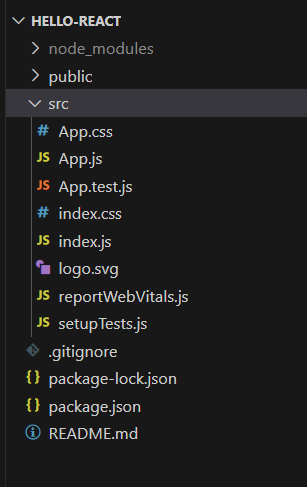 HELLO-REACT
node_modules
public
src
# App.css
JS App.js
JS App.test.js
# index.css
JS index.js
logo.svg
JS reportWebVitals.js
JS setupTests.js
.gitignore
{} package-lock.json
{} package.json
README.md